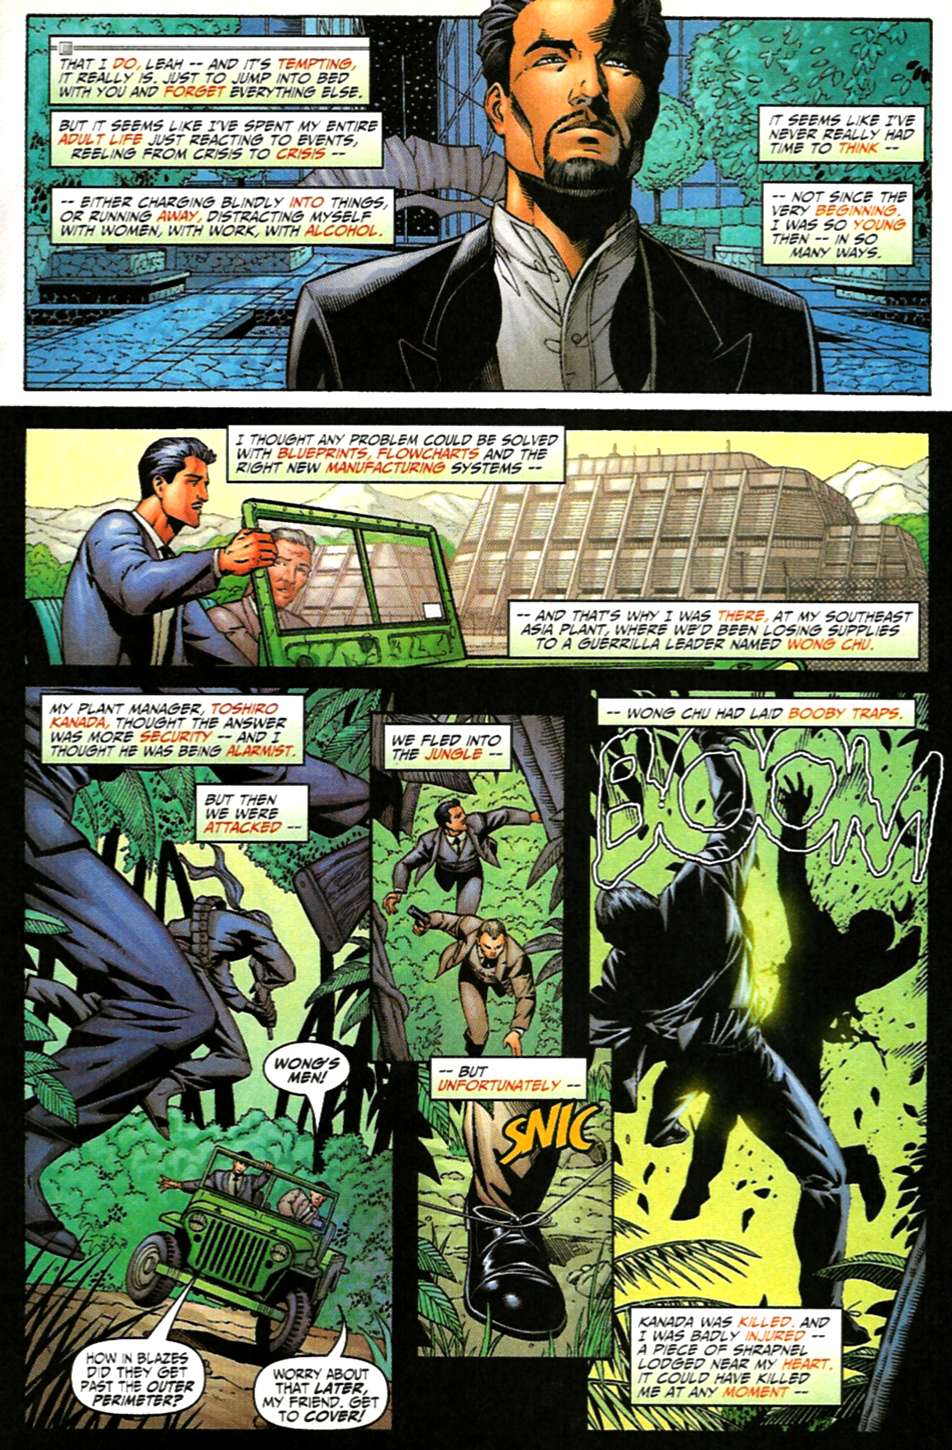 THAT I DO, LEAH -- AND IT'S TEMPTING,
IT REALLY IS. JUST TO JUMP INTO BED
WITH YOU AND FORGET EVERYTHING ELSE.
BUT IT SEEMS LIKE I'VE SPENT MY ENTIRE
ADULT LIFE JUST REACTING TO EVENTS,
REELING FROM CRISIS TO CRISIS --
-- EITHER CHARGING BLINDLY INTO THINGS,
OR RUNNING AWAY, DISTRACTING MYSELF
WITH WOMEN, WITH WORK, WITH ALCOHOL.
IT SEEMS LIKE I'VE
NEVER REALLY HAD
TIME TO THINK --
-- NOT SINCE THE
VERY BEGINNING.
I WAS SO YOUNG
THEN -- IN SO
MANY WAYS.
I THOUGHT ANY PROBLEM COULD BE SOLVED
WITH BLUEPRINTS, FLOWCHARTS AND THE
RIGHT NEW MANUFACTURING SYSTEMS --
-- AND THAT'S WHY I WAS THERE, AT MY SOUTHEAST
ASIA PLANT, WHERE WE'D BEEN LOSING SUPPLIES
TO A GUERRILLA LEADER NAMED WONG CHU.
MY PLANT MANAGER, TOSHIRO
KANADA, THOUGHT THE ANSWER
WAS MORE SECURITY -- AND I
THOUGHT HE WAS BEING ALARMIST.
BUT THEN
WE WERE
ATTACKED --
WONG'S
MEN!
HOW IN BLAZES
DID THEY GET
PAST THE OUTER
PERIMETER?
WORRY ABOUT
THAT LATER,
MY FRIEND. GET
TO COVER!
WE FLED INTO
THE JUNGLE --
-- BUT
UNFORTUNATELY --
SNIC
-- WONG CHU HAD LAID BOOBY TRAPS.
BOOM
KANADA WAS KILLED. AND
I WAS BADLY INJURED --
A PIECE OF SHRAPNEL
LODGED NEAR MY HEART.
IT COULD HAVE KILLED
ME AT ANY MOMENT --